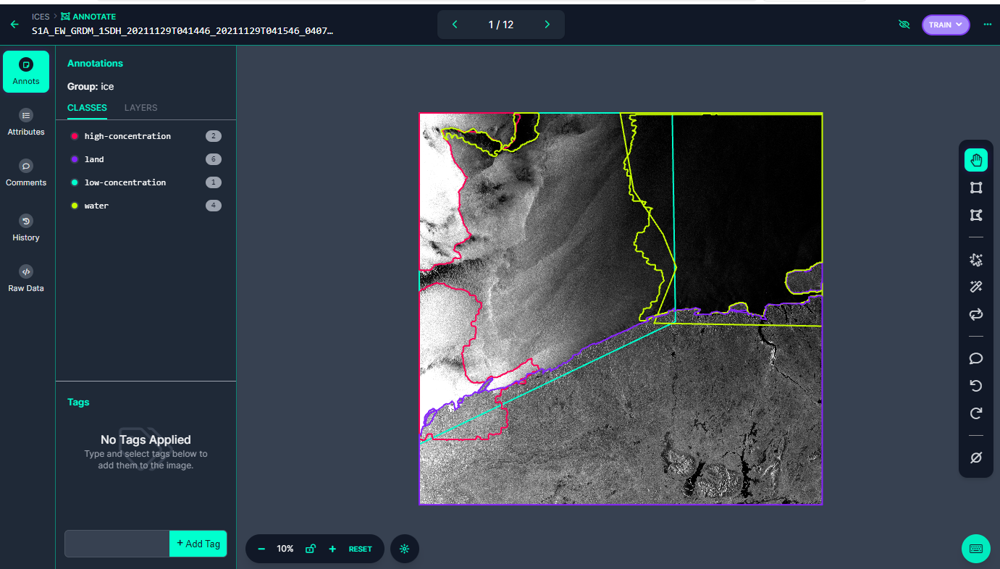 ICES > ANNOTATE
S1A_EW_GRDM_1SDH_20211129T041446_20211129T041546_0407…
1 / 12
TRAIN
Annots
Attributes
Comments
History
Raw Data
Annotations
Group: ice
CLASSES LAYERS
high-concentration 2
land 6
low-concentration 1
water 4
Tags
No Tags Applied
Type and select tags below to
add them to the image.
+ Add Tag
10%
RESET